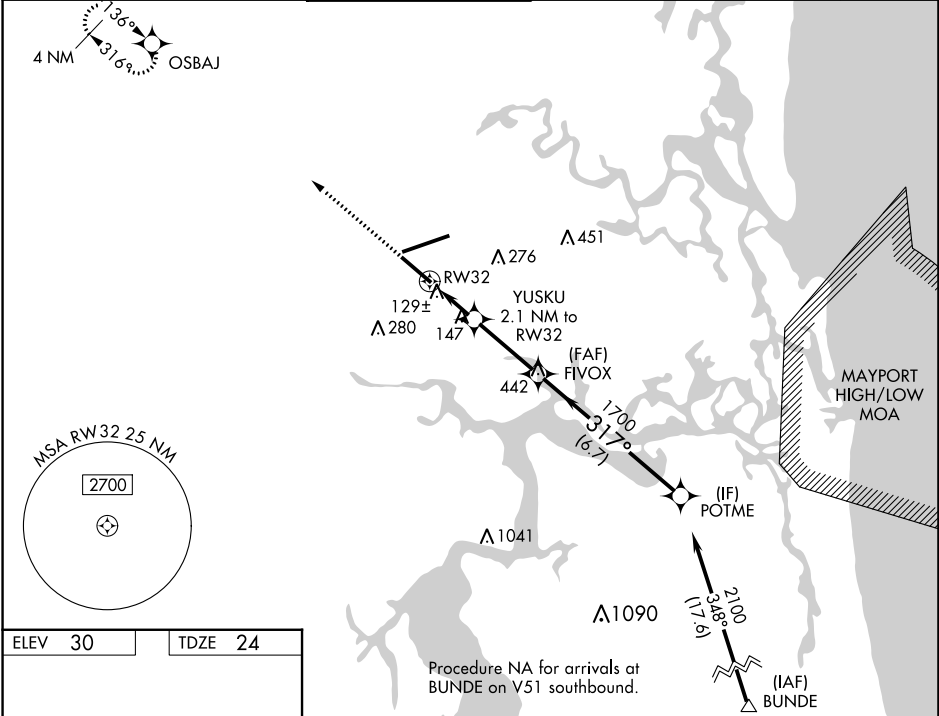 136°
316°
4 NM
OSBAJ
451
276
RW32
129±
YUSKU
2.1 NM to
RW32
280
147
(FAF)
FIVOX
442
1700
317°
(6.7)
MAYPORT
HIGH/LOW
MOA
MSA RW32 25 NM
2700
(IF)
POTME
1041
1090
2100
348°
(17.6)
ELEV 30
TDZE 24
Procedure NA for arrivals at
BUNDE on V51 southbound.
(IAF)
BUNDE